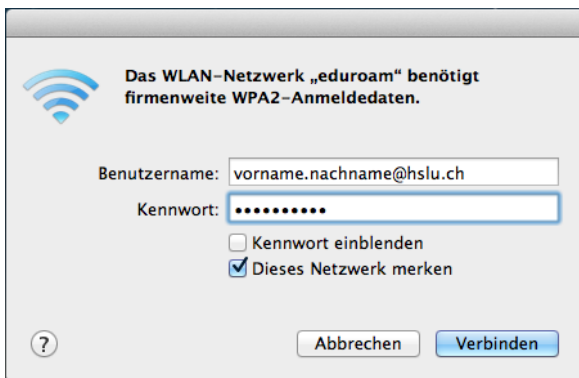 Das WLAN-Netzwerk „eduroam“ benötigt
firmenweite WPA2-Anmeldedaten.
Benutzername: vorname.nachname@hslu.ch
Kennwort: ••••••••••
Kennwort einblenden
Dieses Netzwerk merken
? Abbrechen Verbinden